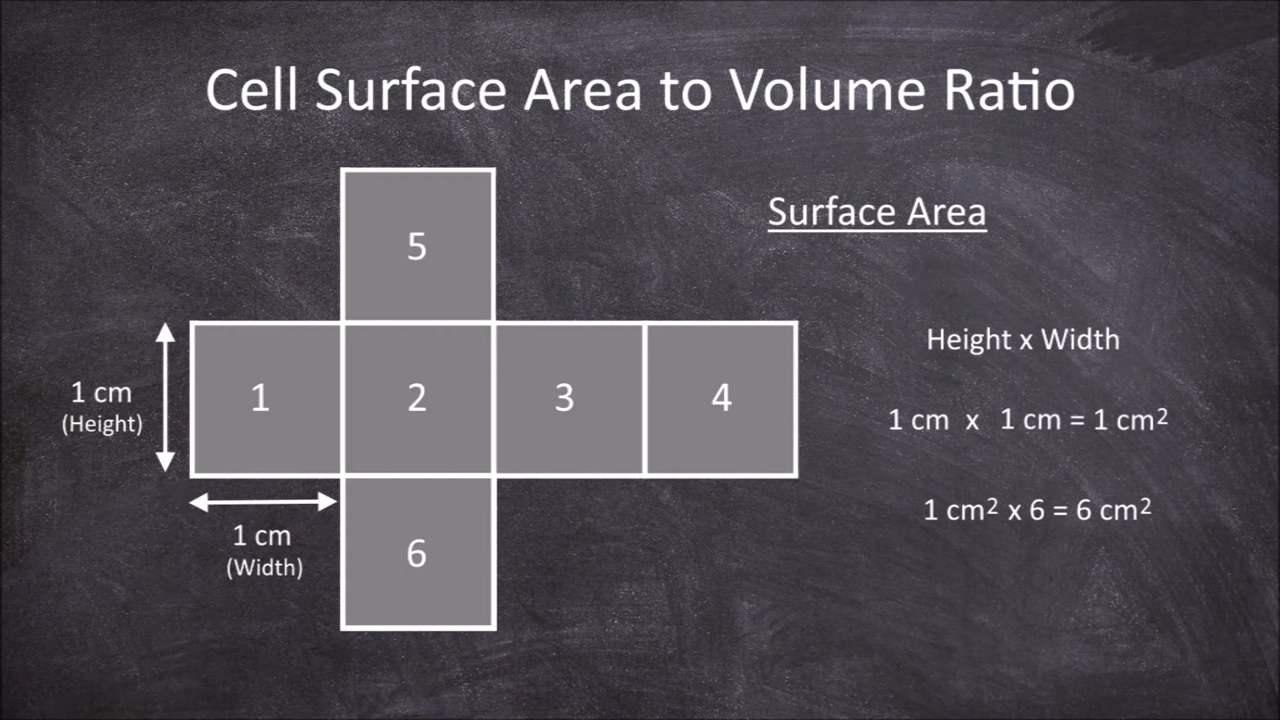 Cell Surface Area to Volume Ratio
5
Surface Area
1 cm
(Height)
1
2
3
4
Height x Width
1 cm x 1 cm = 1 cm²
1 cm² x 6 = 6 cm²
1 cm
(Width)
6